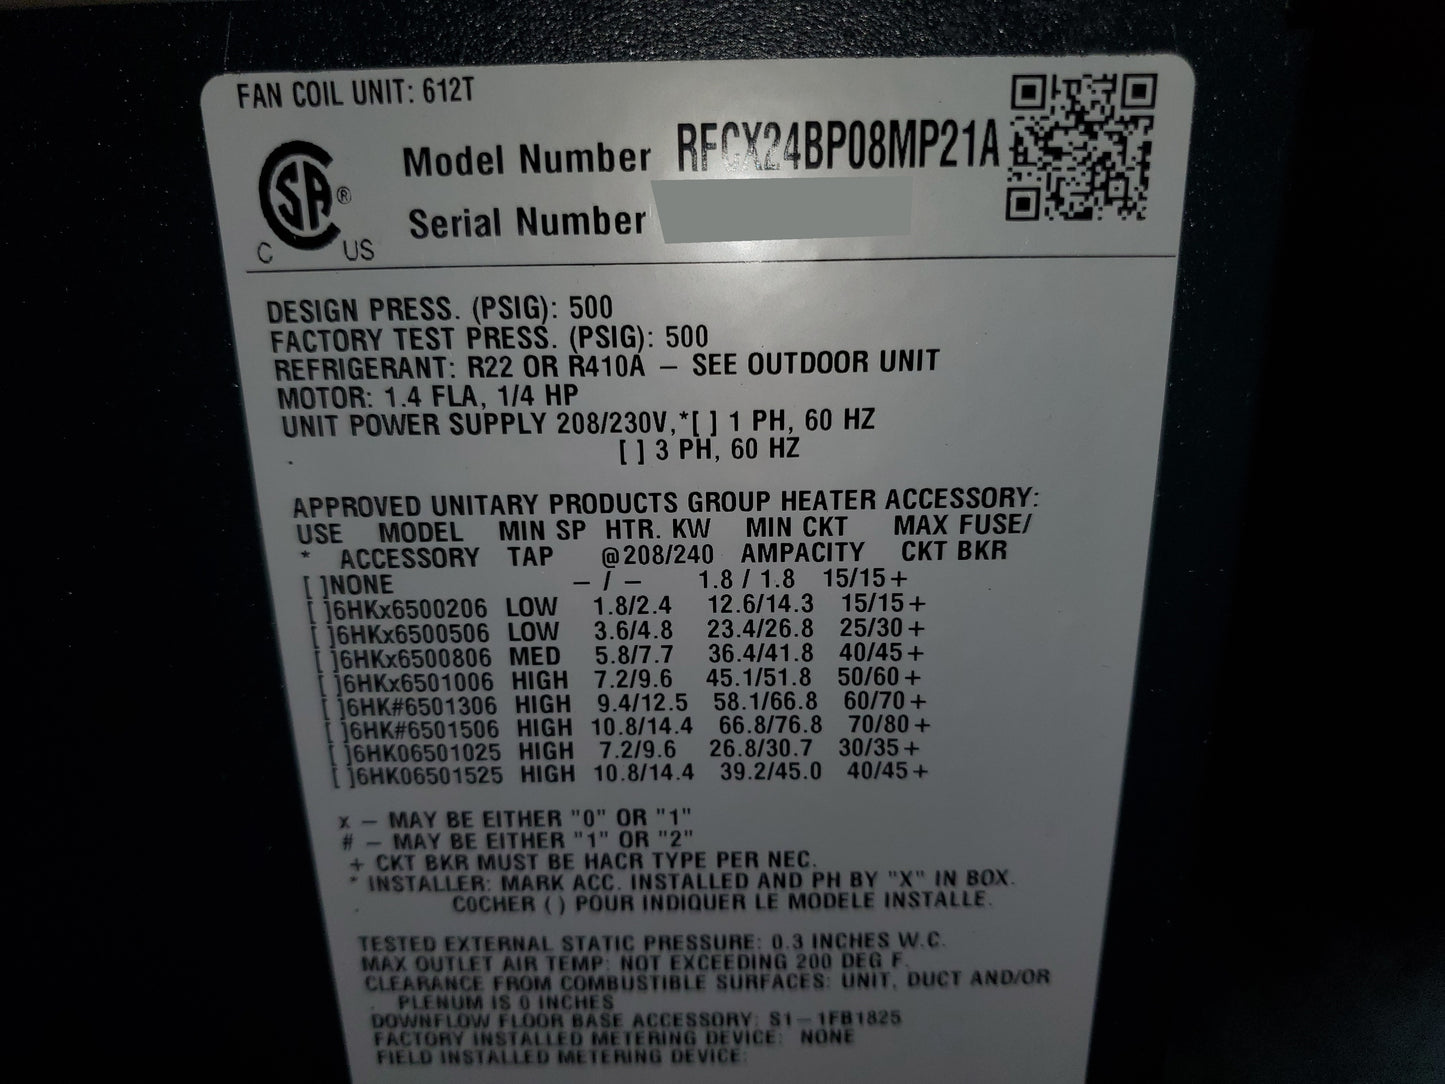 FAN COIL UNIT: 612T
Model Number RFCX24BP08MP21A
Serial Number
CSA ®
C US
DESIGN PRESS. (PSIG): 500
FACTORY TEST PRESS. (PSIG): 500
REFRIGERANT: R22 OR R410A – SEE OUTDOOR UNIT
MOTOR: 1.4 FLA, 1/4 HP
UNIT POWER SUPPLY 208/230V,*[ ] 1 PH, 60 HZ
[ ] 3 PH, 60 HZ
APPROVED UNITARY PRODUCTS GROUP HEATER ACCESSORY:
USE MODEL MIN SP HTR. KW MIN CKT MAX FUSE/
* ACCESSORY TAP @208/240 AMPACITY CKT BKR
[ ]NONE – / – 1.8 / 1.8 15/15+
[ ]6HKx6500206 LOW 1.8/2.4 12.6/14.3 15/15+
[ ]6HKx6500506 LOW 3.6/4.8 23.4/26.8 25/30+
[ ]6HKx6500806 MED 5.8/7.7 36.4/41.8 40/45+
[ ]6HKx6501006 HIGH 7.2/9.6 45.1/51.8 50/60+
[ ]6HK#6501306 HIGH 9.4/12.5 58.1/66.8 60/70+
[ ]6HK#6501506 HIGH 10.8/14.4 66.8/76.8 70/80+
[ ]6HK06501025 HIGH 7.2/9.6 26.8/30.7 30/35+
[ ]6HK06501525 HIGH 10.8/14.4 39.2/45.0 40/45+
x – MAY BE EITHER "0" OR "1"
# – MAY BE EITHER "1" OR "2"
+ CKT BKR MUST BE HACR TYPE PER NEC.
* INSTALLER: MARK ACC. INSTALLED AND PH BY "X" IN BOX.
COCHER ( ) POUR INDIQUER LE MODELE INSTALLE.
TESTED EXTERNAL STATIC PRESSURE: 0.3 INCHES W.C.
MAX OUTLET AIR TEMP: NOT EXCEEDING 200 DEG F.
CLEARANCE FROM COMBUSTIBLE SURFACES: UNIT, DUCT AND/OR
PLENUM IS 0 INCHES
DOWNFLOW FLOOR BASE ACCESSORY: S1–1FB1825
FACTORY INSTALLED METERING DEVICE: NONE
FIELD INSTALLED METERING DEVICE: